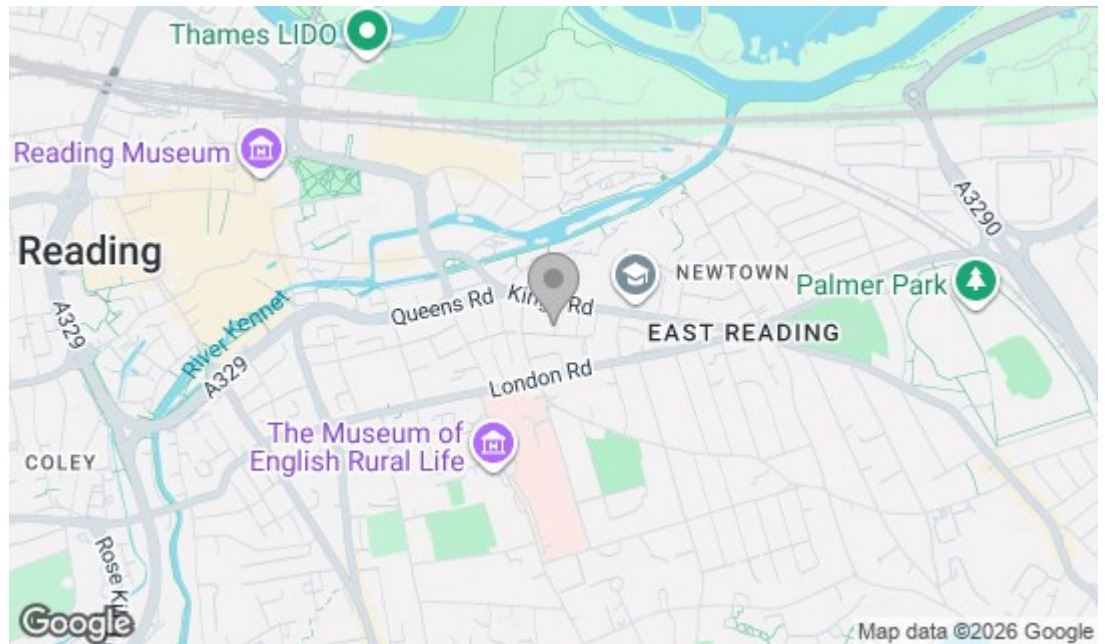 Thames LIDO
Reading Museum
A3290
Reading
NEWTOWN
Palmer Park
Queens Rd
EAST READING
A329
River Kennet
A329
London Rd
The Museum of
English Rural Life
COLEY
Google
Map data ©2026 Google